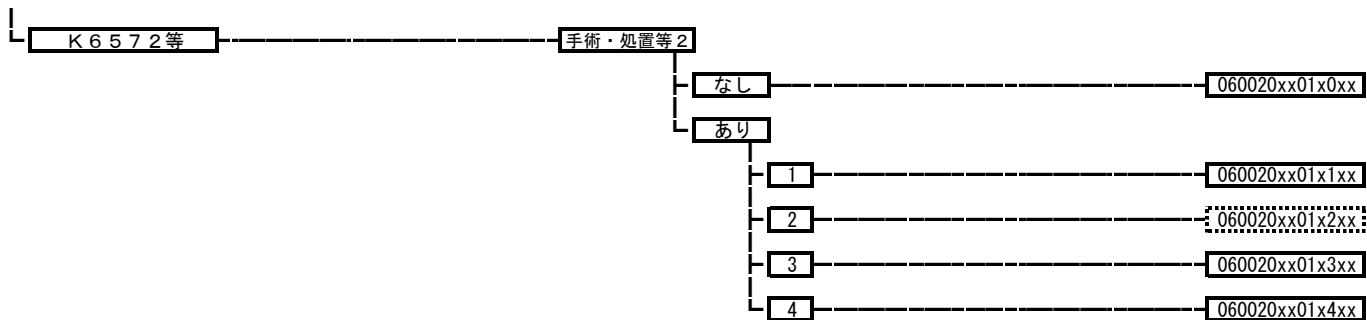 Ｋ６５７２等 手術・処置等２
なし 060020xx01x0xx
あり
1 060020xx01x1xx
2 060020xx01x2xx
3 060020xx01x3xx
4 060020xx01x4xx